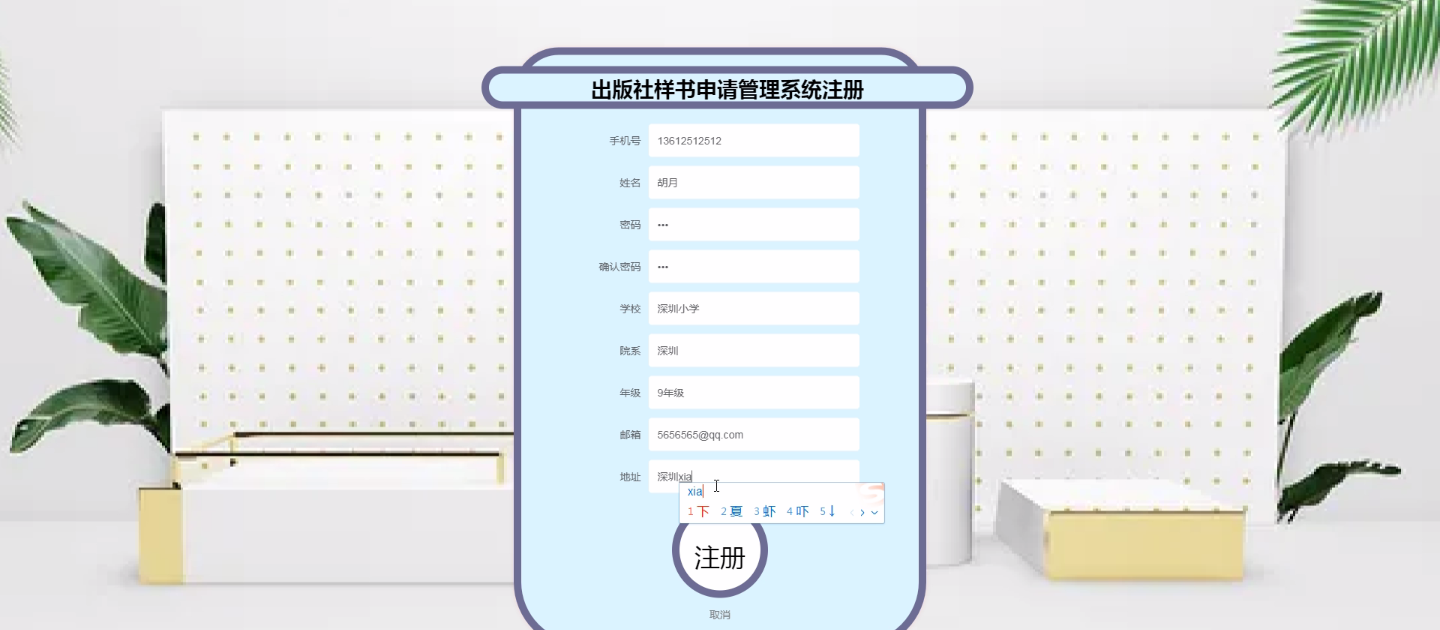 出版社样书申请管理系统注册
手机号 13612512512
姓名 胡月
密码 •••
确认密码 •••
学校 深圳小学
院系 深圳
年级 9年级
邮箱 5656565@qq.com
地址 深圳xia
xia
1下 2夏 3虾 4吓 5↓
注册
取消